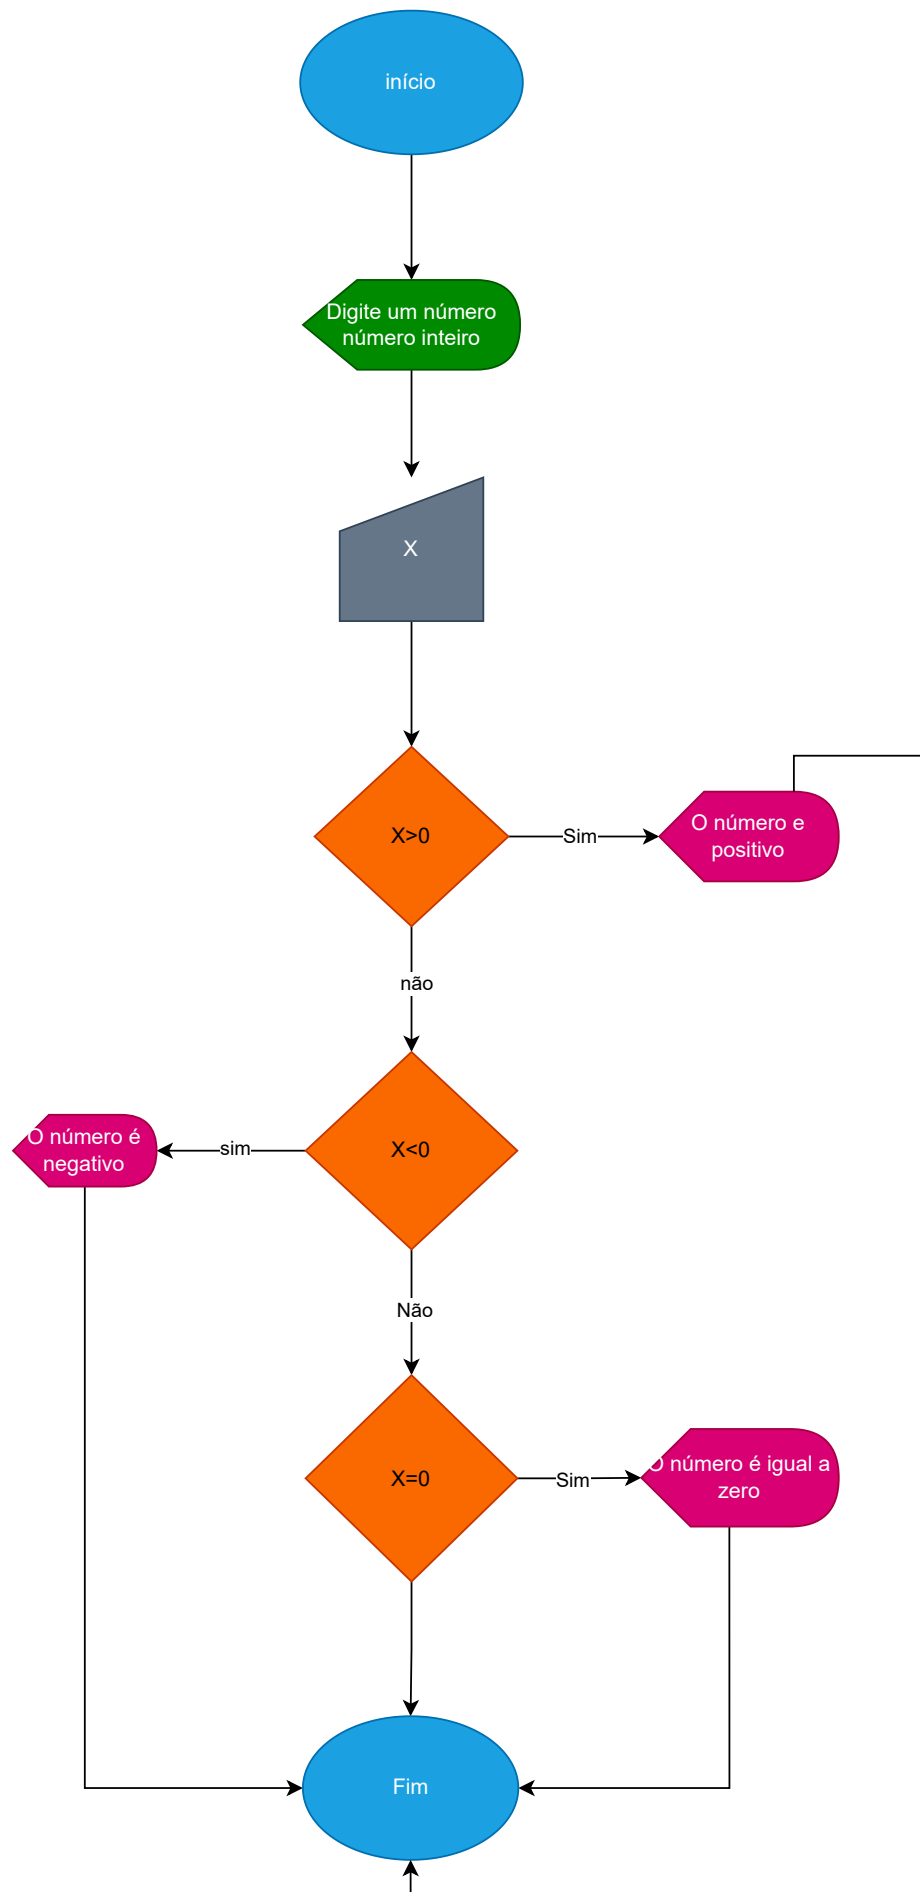 início
Digite um número
número inteiro
X
X>0
Sim
O número e
positivo
não
O número é
negativo
sim
X<0
Não
X=0
Sim
O número é igual a
zero
Fim